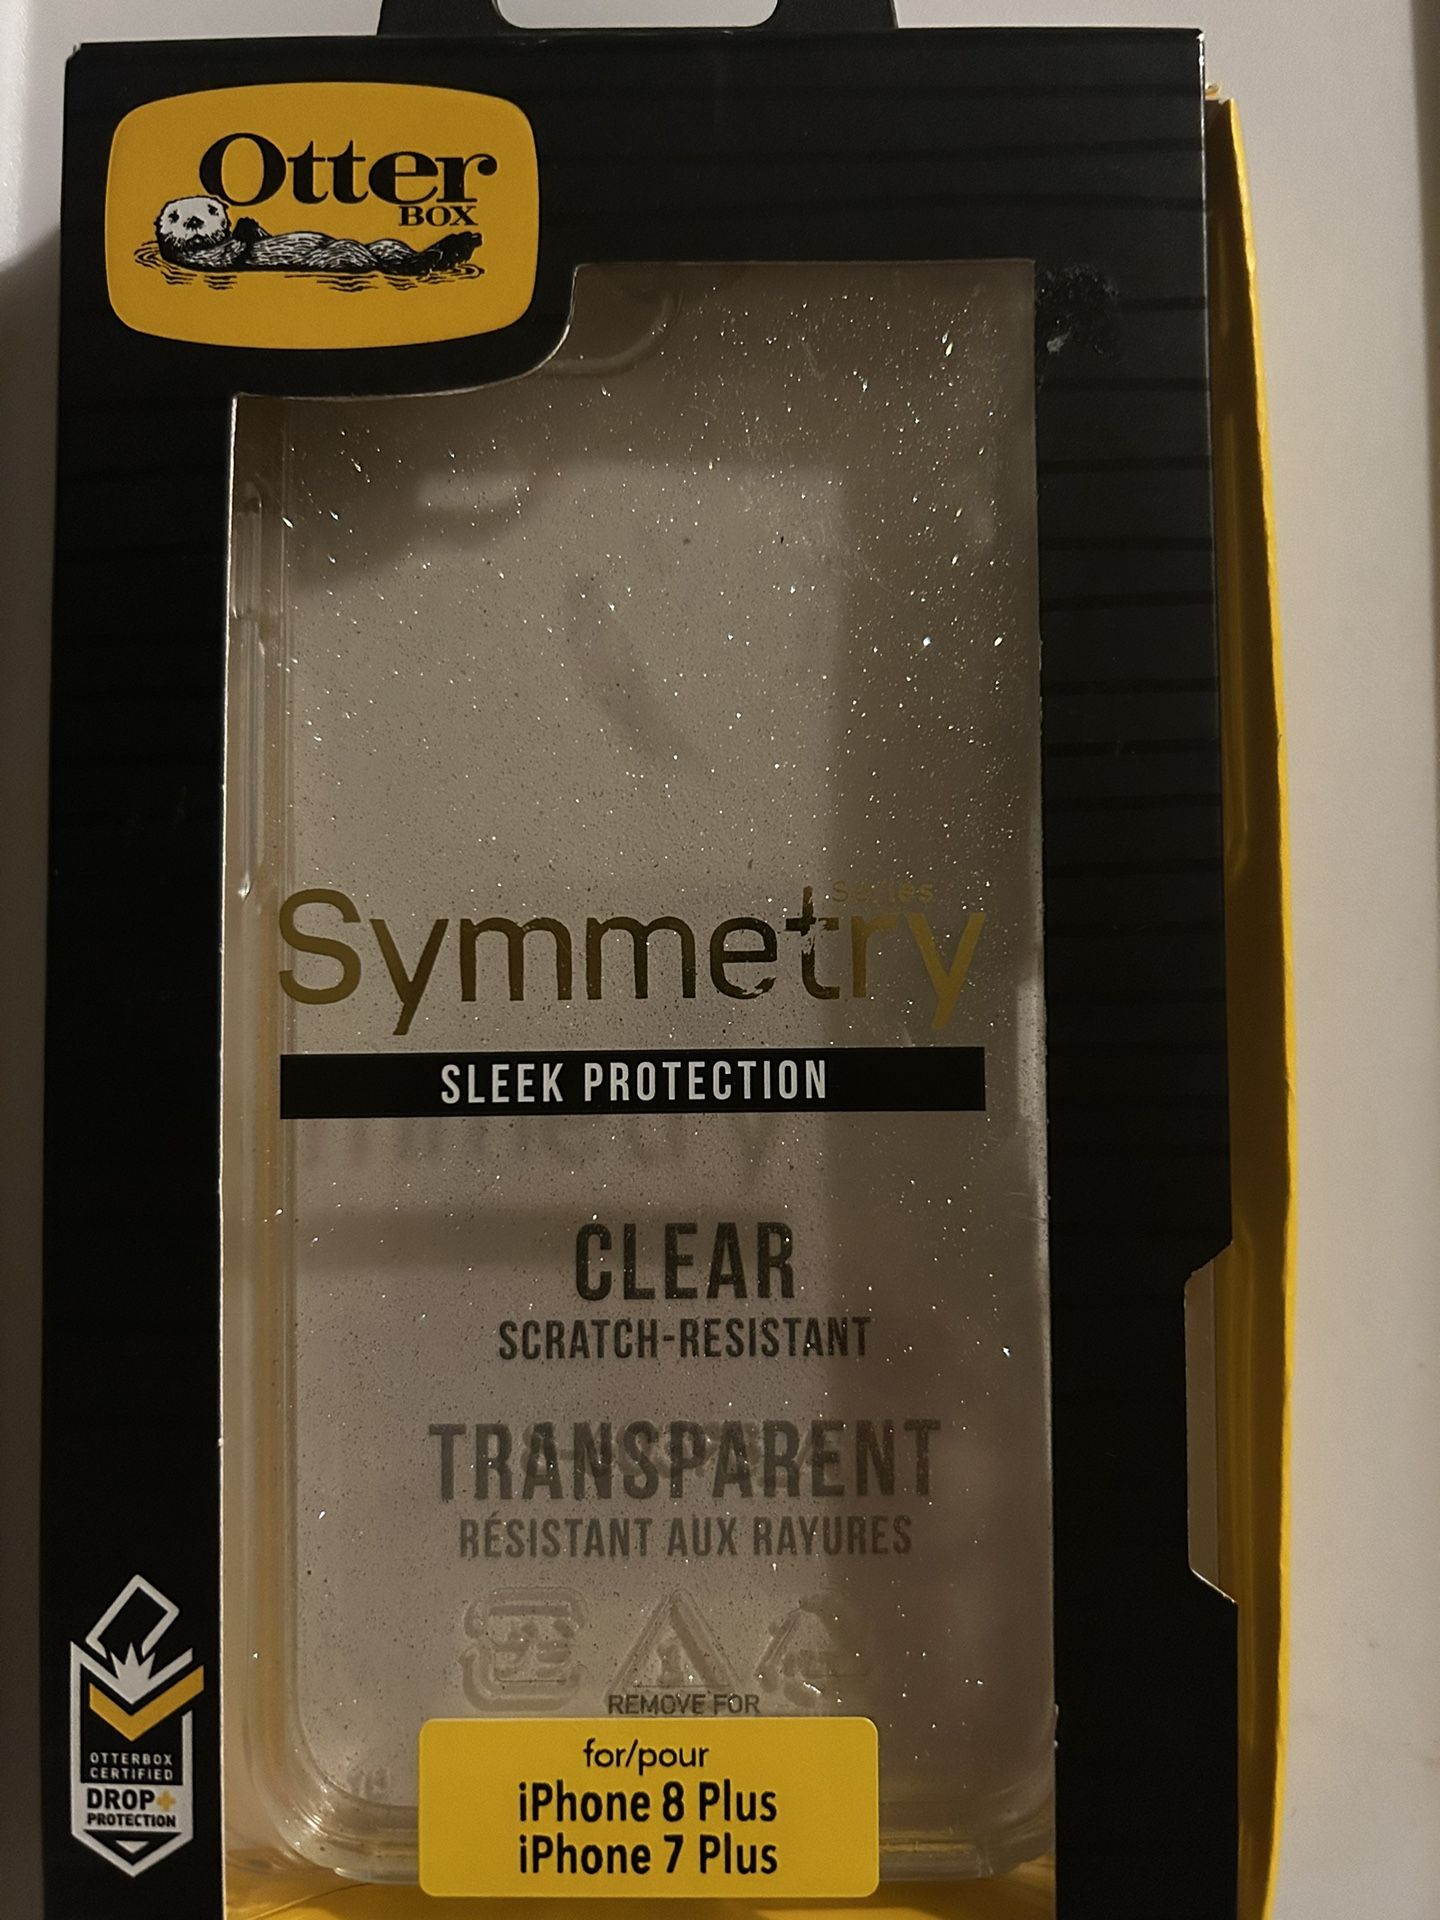 Otter
BOX
Series
Symmetry
SLEEK PROTECTION
CLEAR
SCRATCH-RESISTANT
TRANSPARENT
RÉSISTANT AUX RAYURES
REMOVE FOR
for/pour
iPhone 8 Plus
iPhone 7 Plus
OTTERBOX
CERTIFIED
DROP+
PROTECTION